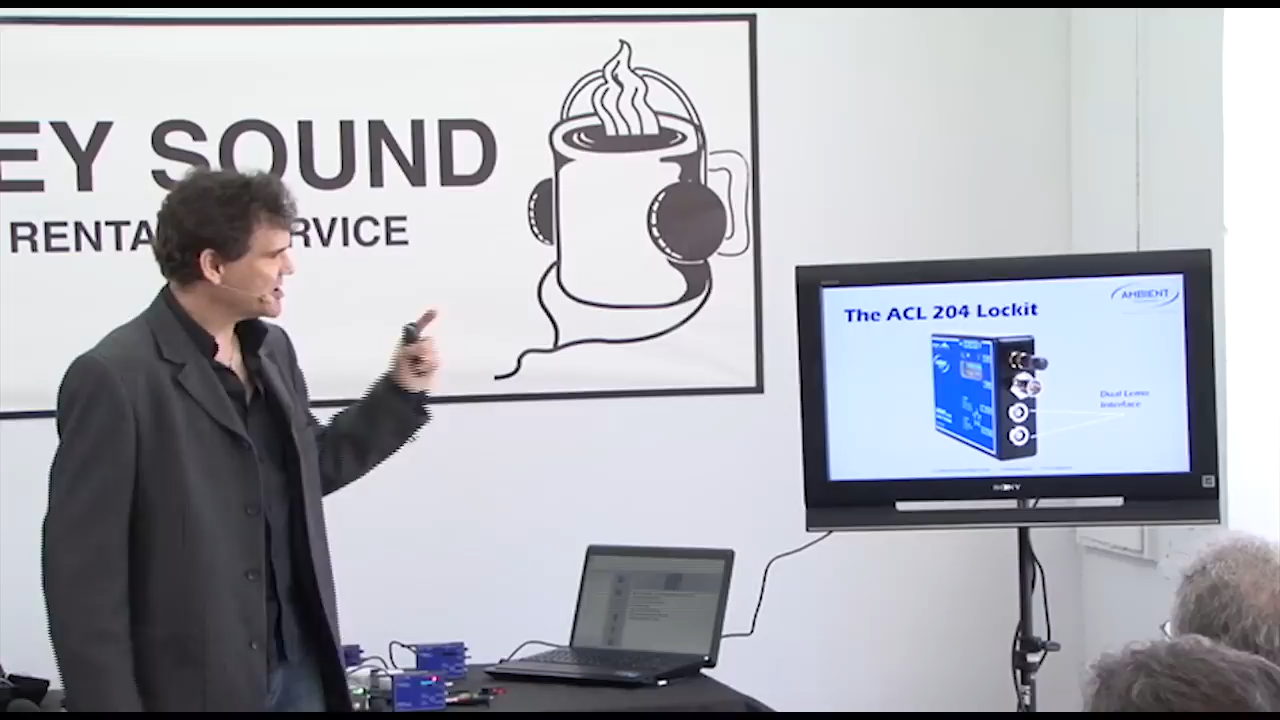 EY SOUND
RENTA RVICE
AMBIENT
The ACL 204 Lockit
Dual Lemo
Interface
SONY